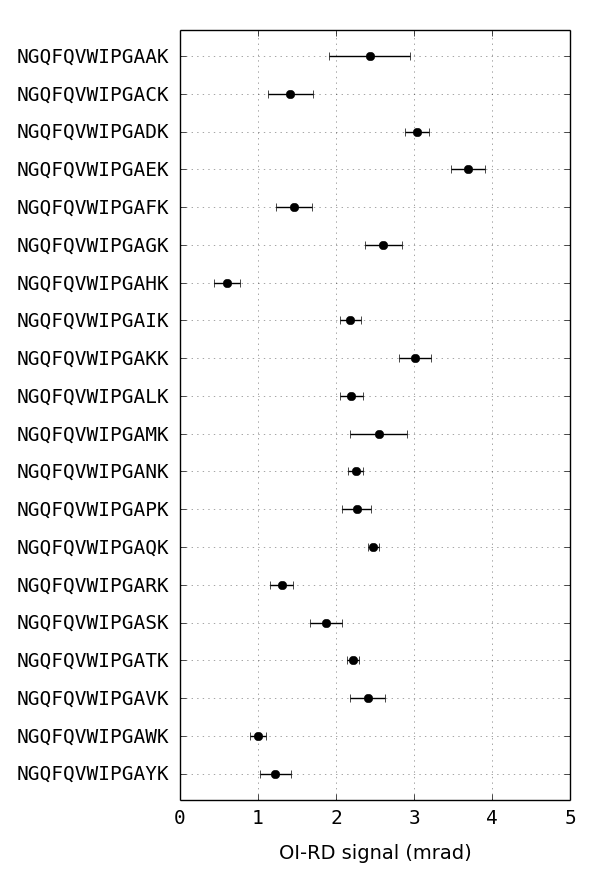 NGQFQVWIPGAAK
NGQFQVWIPGACK
NGQFQVWIPGADK
NGQFQVWIPGAEK
NGQFQVWIPGAFK
NGQFQVWIPGAGK
NGQFQVWIPGAHK
NGQFQVWIPGAIK
NGQFQVWIPGAKK
NGQFQVWIPGALK
NGQFQVWIPGAMK
NGQFQVWIPGANK
NGQFQVWIPGAPK
NGQFQVWIPGAQK
NGQFQVWIPGARK
NGQFQVWIPGASK
NGQFQVWIPGATK
NGQFQVWIPGAVK
NGQFQVWIPGAWK
NGQFQVWIPGAYK
0 1 2 3 4 5
OI-RD signal (mrad)